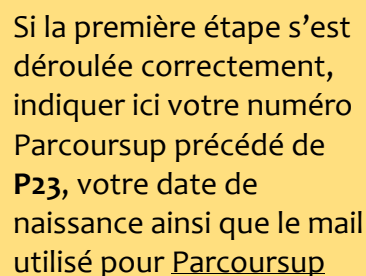 Si la première étape s’est
déroulée correctement,
indiquer ici votre numéro
Parcoursup précédé de
P23, votre date de
naissance ainsi que le mail
utilisé pour Parcoursup